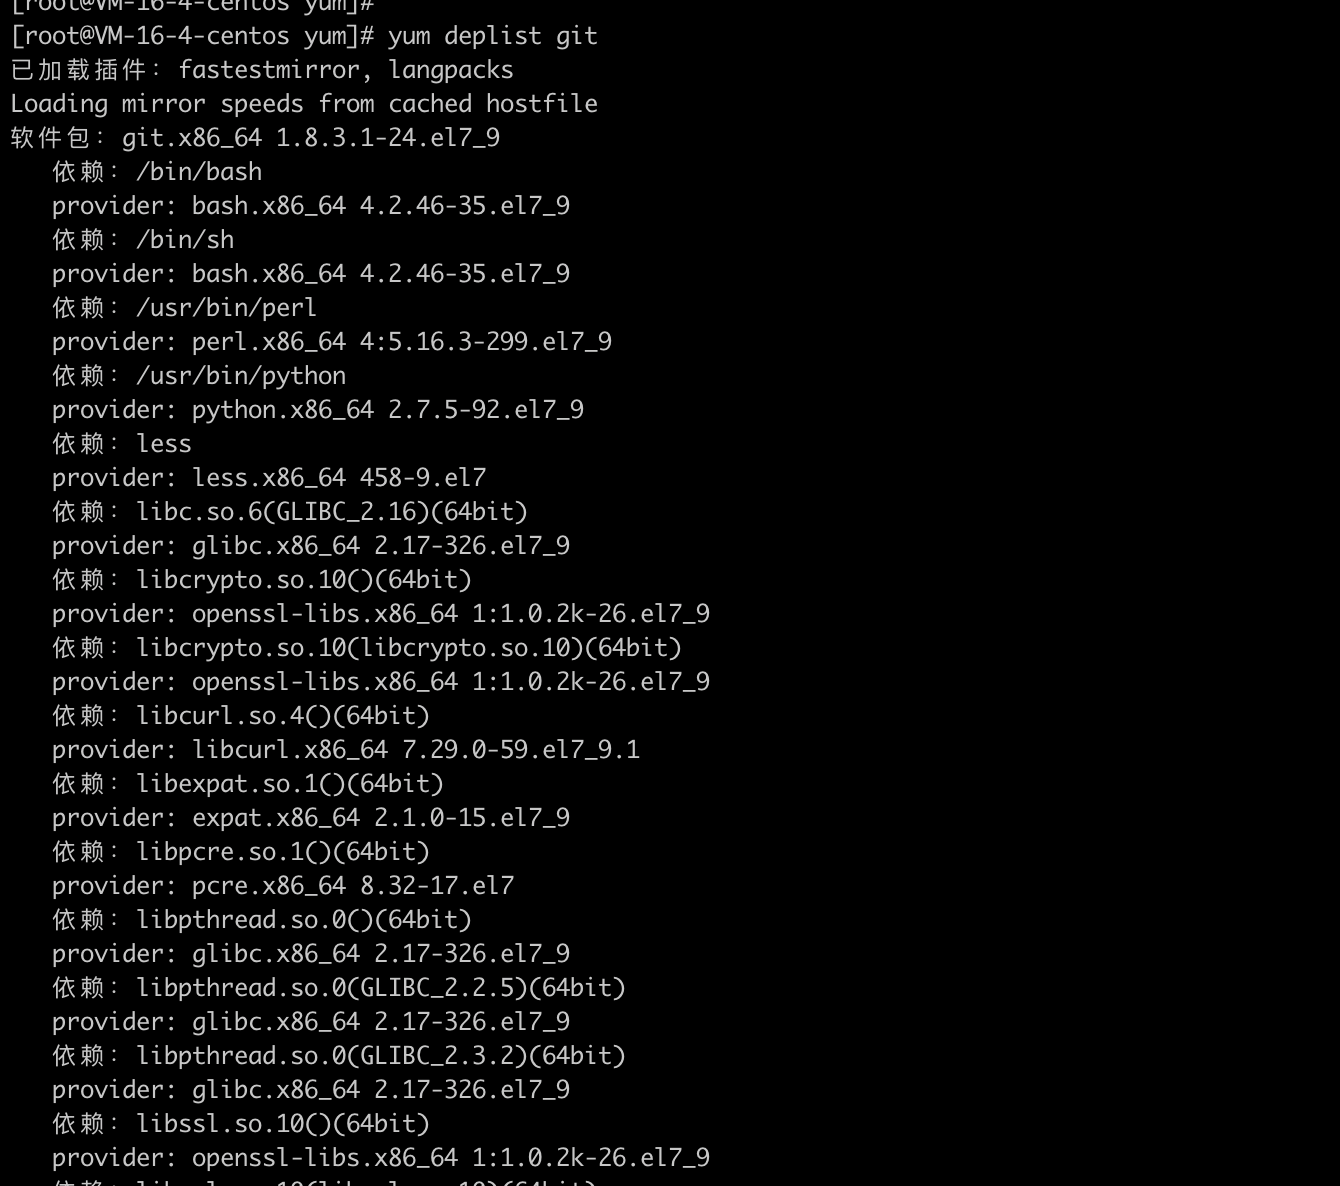 [root@VM-16-4-centos yum]#
[root@VM-16-4-centos yum]# yum deplist git
已加载插件：fastestmirror, langpacks
Loading mirror speeds from cached hostfile
软件包：git.x86_64 1.8.3.1-24.el7_9
依赖：/bin/bash
provider: bash.x86_64 4.2.46-35.el7_9
依赖：/bin/sh
provider: bash.x86_64 4.2.46-35.el7_9
依赖：/usr/bin/perl
provider: perl.x86_64 4:5.16.3-299.el7_9
依赖：/usr/bin/python
provider: python.x86_64 2.7.5-92.el7_9
依赖：less
provider: less.x86_64 458-9.el7
依赖：libc.so.6(GLIBC_2.16)(64bit)
provider: glibc.x86_64 2.17-326.el7_9
依赖：libcrypto.so.10()(64bit)
provider: openssl-libs.x86_64 1:1.0.2k-26.el7_9
依赖：libcrypto.so.10(libcrypto.so.10)(64bit)
provider: openssl-libs.x86_64 1:1.0.2k-26.el7_9
依赖：libcurl.so.4()(64bit)
provider: libcurl.x86_64 7.29.0-59.el7_9.1
依赖：libexpat.so.1()(64bit)
provider: expat.x86_64 2.1.0-15.el7_9
依赖：libpcre.so.1()(64bit)
provider: pcre.x86_64 8.32-17.el7
依赖：libpthread.so.0()(64bit)
provider: glibc.x86_64 2.17-326.el7_9
依赖：libpthread.so.0(GLIBC_2.2.5)(64bit)
provider: glibc.x86_64 2.17-326.el7_9
依赖：libpthread.so.0(GLIBC_2.3.2)(64bit)
provider: glibc.x86_64 2.17-326.el7_9
依赖：libssl.so.10()(64bit)
provider: openssl-libs.x86_64 1:1.0.2k-26.el7_9